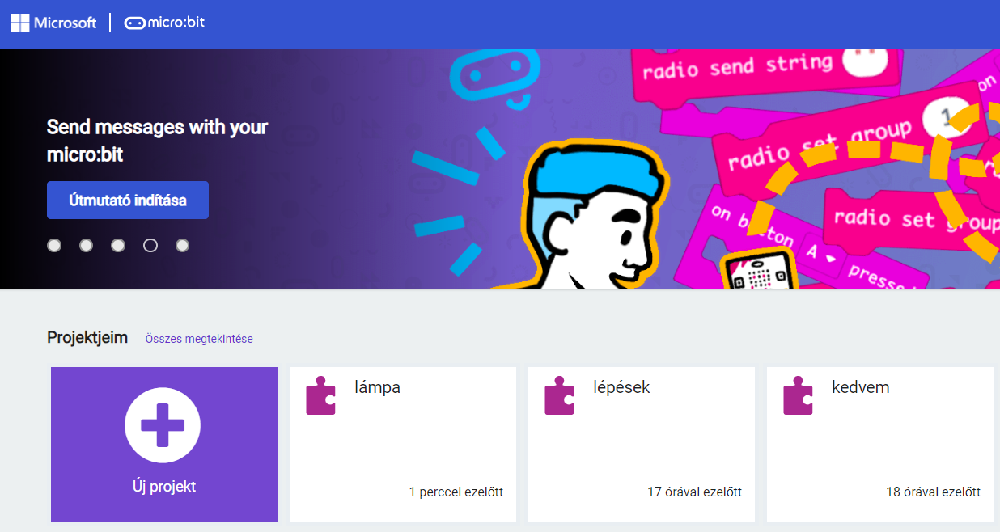 Microsoft micro:bit
radio send string
on
radio set group 1
Send messages with your
micro:bit
Útmutató indítása
radio set group
on button A pressed
Projektjeim Összes megtekintése
lámpa
lépések
kedvem
Új projekt
1 perccel ezelőtt
17 órával ezelőtt
18 órával ezelőtt